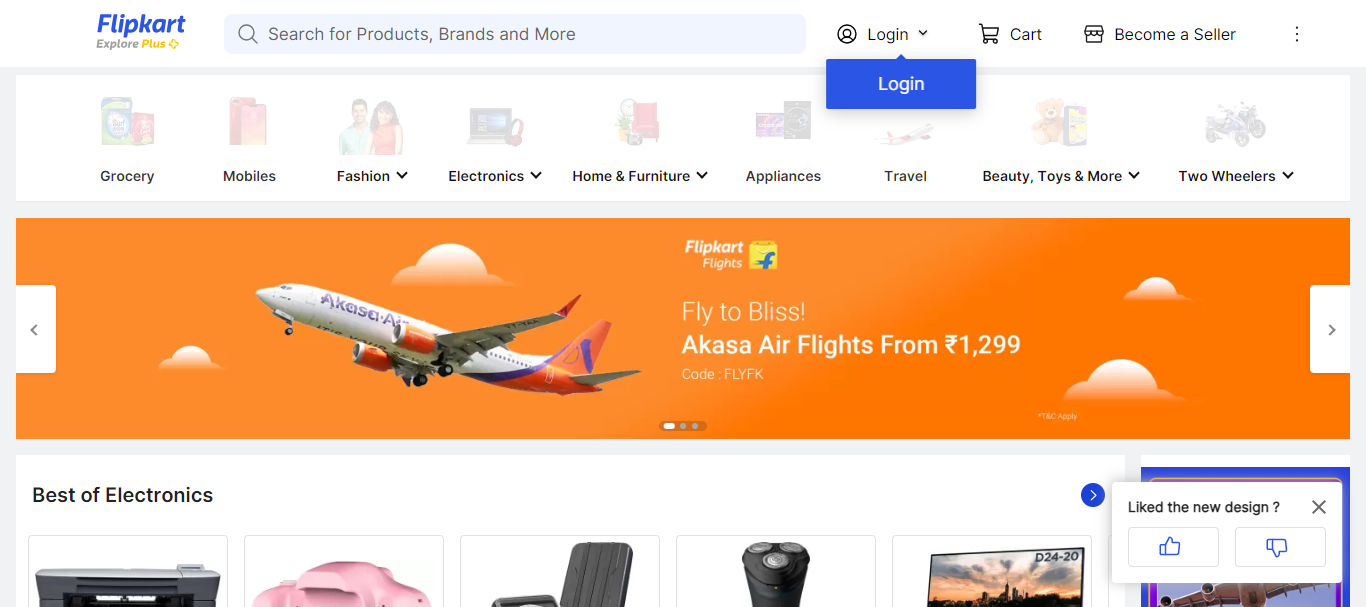 Flipkart
Explore Plus
Search for Products, Brands and More
Login
Cart
Become a Seller
Login
Grocery
Mobiles
Fashion
Electronics
Home & Furniture
Appliances
Travel
Beauty, Toys & More
Two Wheelers
Akasa Air
Flipkart
Flights
Fly to Bliss!
Akasa Air Flights From ₹1,299
Code : FLYFK
*T&C Apply
Best of Electronics
Liked the new design ?
D24-20